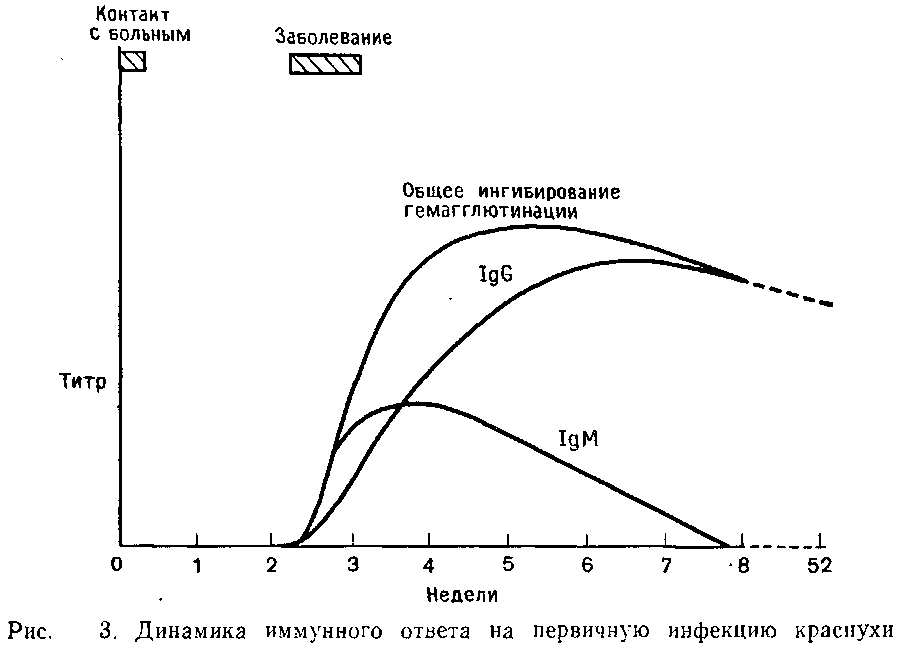 Контакт
с больным
Заболевание
Общее ингибирование
гемагглютинации
IgG
Титр
IgM
0 1 2 3 4 5 6 7 8 52
Недели
Рис. 3. Динамика иммунного ответа на первичную инфекцию краснухи